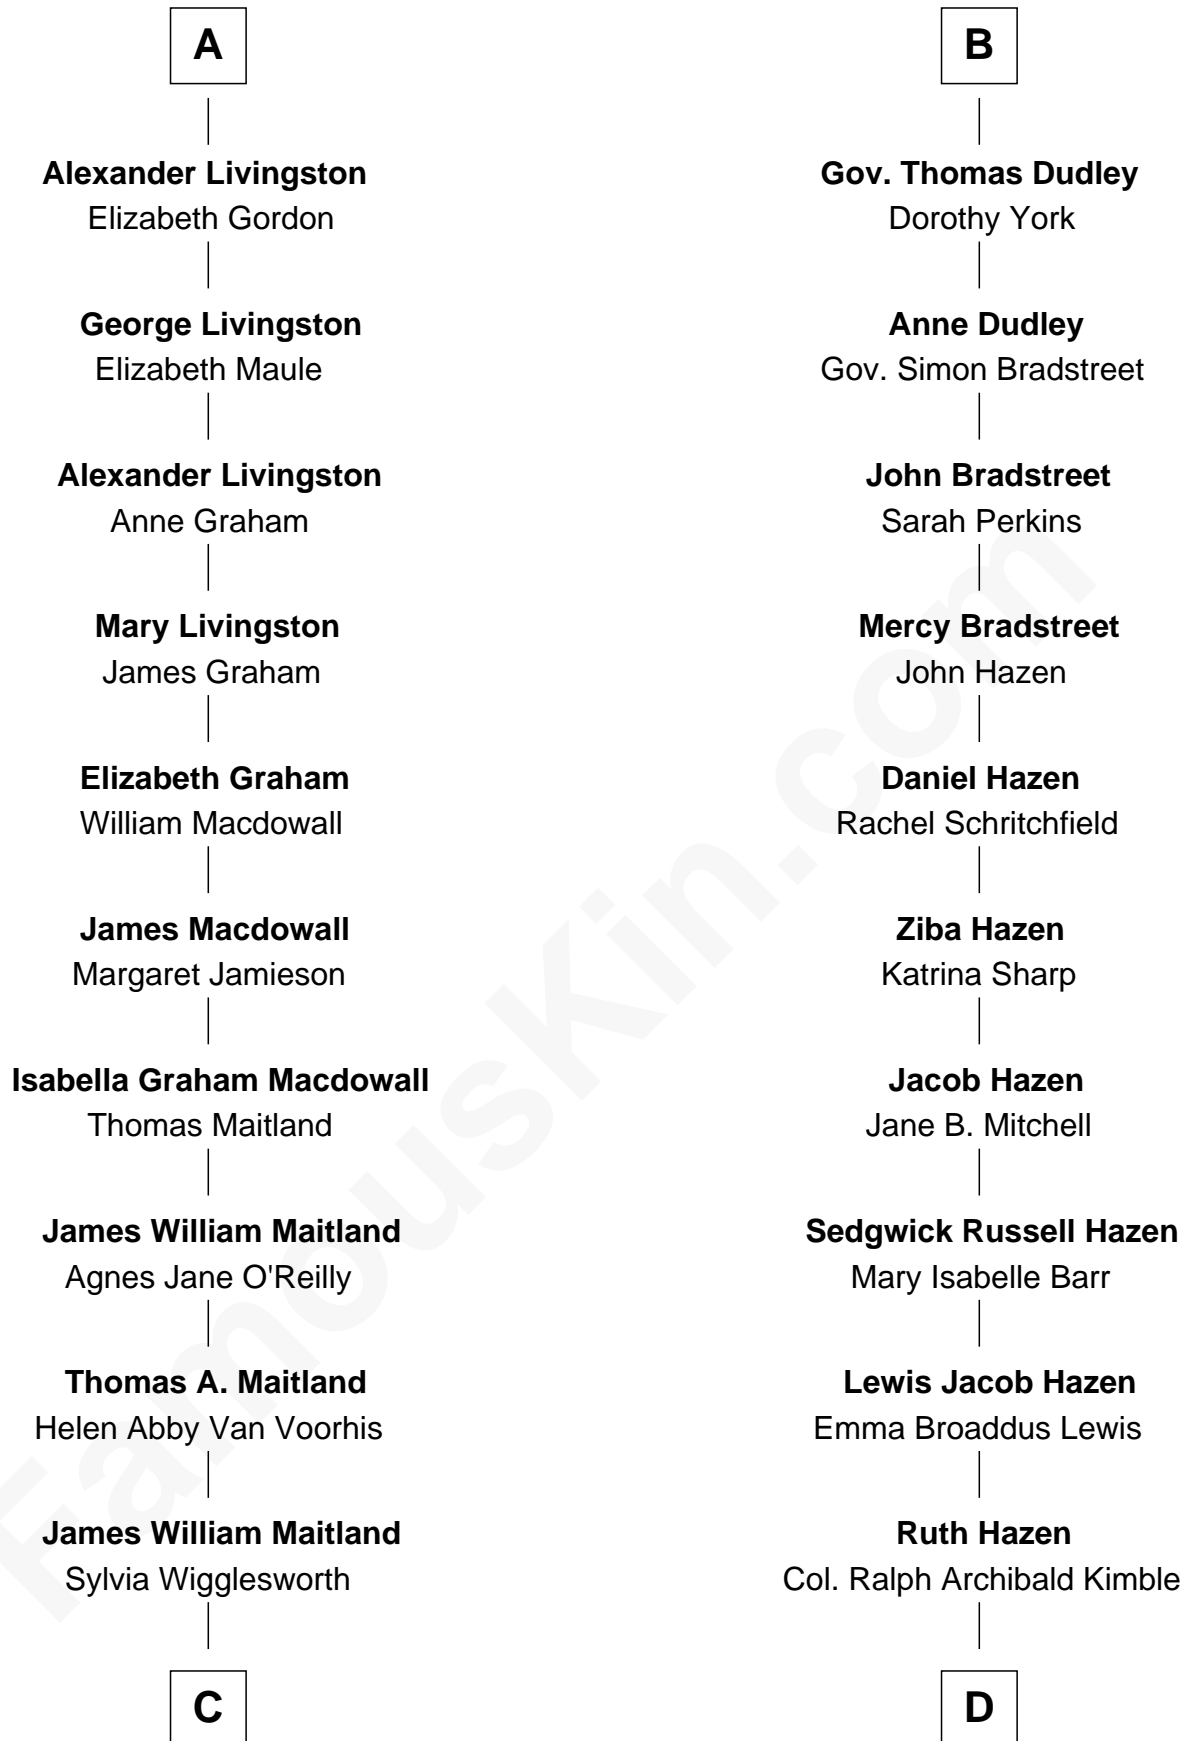 A
Alexander Livingston
Elizabeth Gordon
George Livingston
Elizabeth Maule
Alexander Livingston
Anne Graham
Mary Livingston
James Graham
Elizabeth Graham
William Macdowall
James Macdowall
Margaret Jamieson
Isabella Graham Macdowall
Thomas Maitland
James William Maitland
Agnes Jane O'Reilly
Thomas A. Maitland
Helen Abby Van Voorhis
James William Maitland
Sylvia Wigglesworth
C
B
Gov. Thomas Dudley
Dorothy York
Anne Dudley
Gov. Simon Bradstreet
John Bradstreet
Sarah Perkins
Mercy Bradstreet
John Hazen
Daniel Hazen
Rachel Schritchfield
Ziba Hazen
Katrina Sharp
Jacob Hazen
Jane B. Mitchell
Sedgwick Russell Hazen
Mary Isabelle Barr
Lewis Jacob Hazen
Emma Broaddus Lewis
Ruth Hazen
Col. Ralph Archibald Kimble
D
FamousKin.com